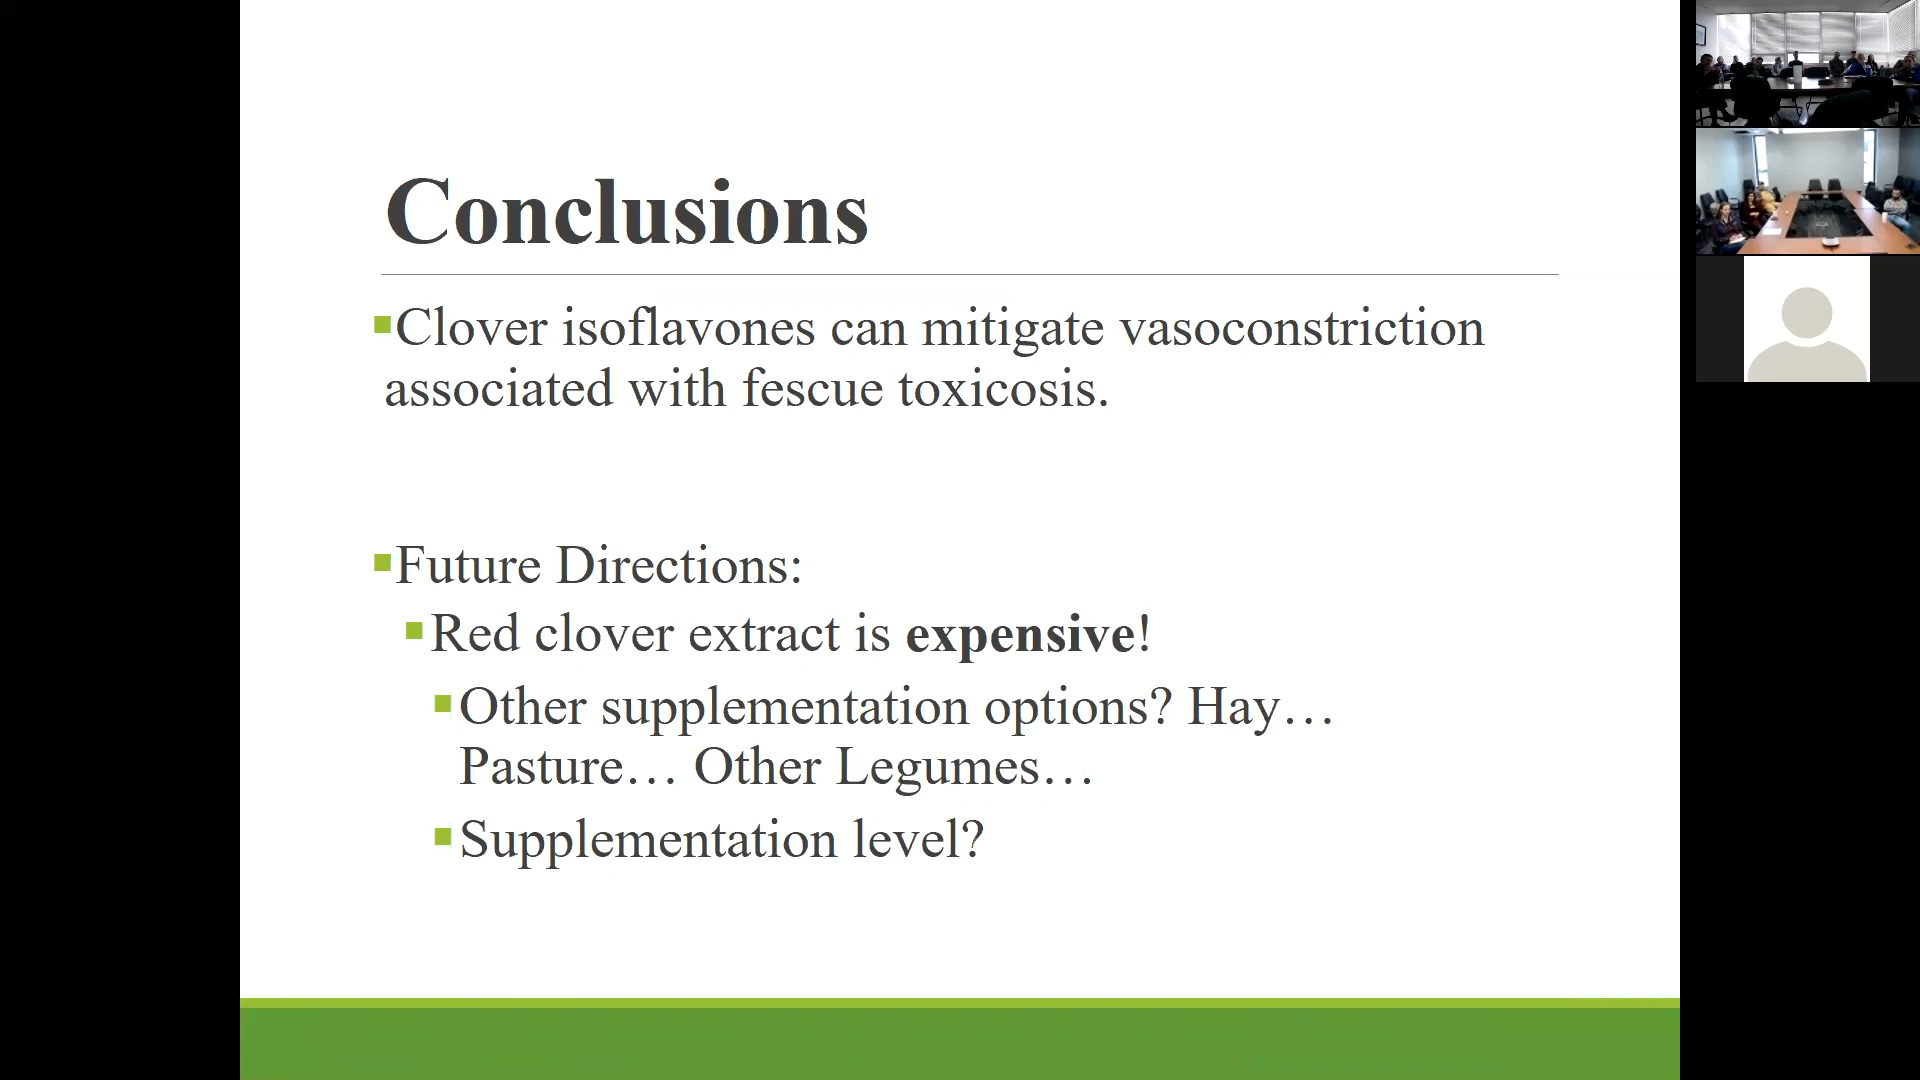 Conclusions
▪Clover isoflavones can mitigate vasoconstriction
associated with fescue toxicosis.
▪Future Directions:
▪Red clover extract is expensive!
▪Other supplementation options? Hay…
Pasture… Other Legumes…
▪Supplementation level?